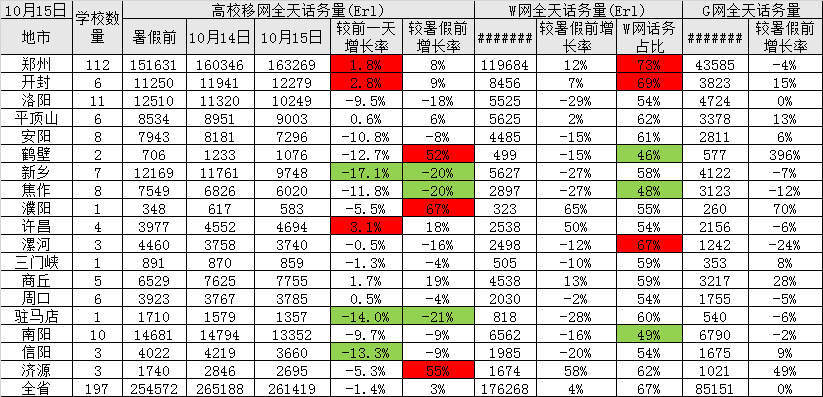 10月15日 学校数量 高校移网全天话务量(Erl) W网全天话务量(Erl) G网全天话务量
地市 暑假前 10月14日 10月15日 较前一天增长率 较暑假前增长率 ####### 较暑假前增长率 W网话务占比 ####### 较暑假前增长率
郑州 112 151631 160346 163269 1.8% 8% 119684 12% 73% 43585 -4%
开封 6 11250 11941 12279 2.8% 9% 8456 7% 69% 3823 15%
洛阳 11 12510 11320 10249 -9.5% -18% 5525 -29% 54% 4724 0%
平顶山 6 8534 8951 9003 0.6% 6% 5625 2% 62% 3378 13%
安阳 8 7943 8181 7296 -10.8% -8% 4485 -15% 61% 2811 6%
鹤壁 2 706 1233 1076 -12.7% 52% 499 -15% 46% 577 396%
新乡 7 12169 11761 9748 -17.1% -20% 5627 -27% 58% 4122 -7%
焦作 8 7549 6826 6020 -11.8% -20% 2897 -27% 48% 3123 -12%
濮阳 1 348 617 583 -5.5% 67% 323 65% 55% 260 70%
许昌 4 3977 4552 4694 3.1% 18% 2538 50% 54% 2156 -6%
漯河 3 4460 3758 3740 -0.5% -16% 2498 -12% 67% 1242 -24%
三门峡 1 891 870 859 -1.3% -4% 505 -10% 59% 353 8%
商丘 5 6529 7625 7755 1.7% 19% 4538 13% 59% 3217 28%
周口 6 3923 3767 3785 0.5% -4% 2030 -2% 54% 1755 -5%
驻马店 1 1710 1579 1357 -14.0% -21% 818 -28% 60% 540 -6%
南阳 10 14681 14794 13352 -9.7% -9% 6562 -16% 49% 6790 -2%
信阳 3 4022 4219 3660 -13.3% -9% 1985 -20% 54% 1675 9%
济源 3 1740 2846 2695 -5.3% 55% 1674 58% 62% 1021 49%
全省 197 254572 265188 261419 -1.4% 3% 176268 4% 67% 85151 0%